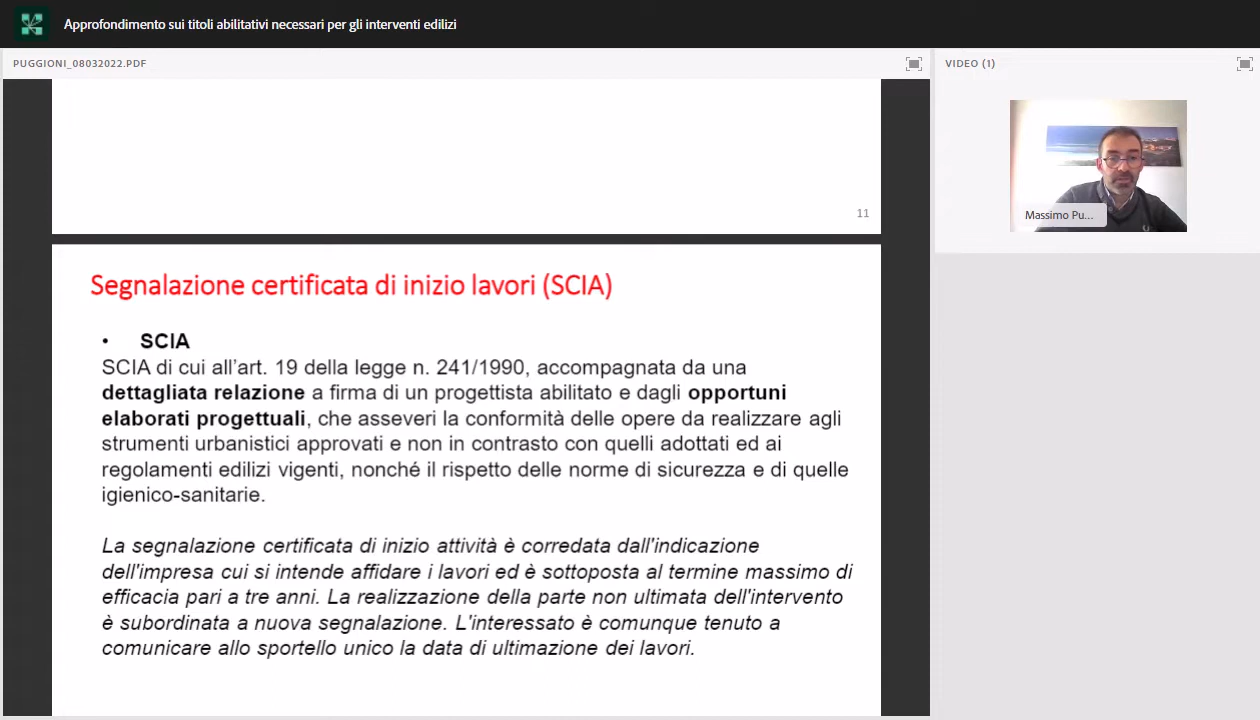 Approfondimento sui titoli abilitativi necessari per gli interventi edilizi
PUGGIONI_08032022.PDF
VIDEO (1)
Massimo Pu...
11
Segnalazione certificata di inizio lavori (SCIA)
• SCIA
SCIA di cui all’art. 19 della legge n. 241/1990, accompagnata da una
dettagliata relazione a firma di un progettista abilitato e dagli opportuni
elaborati progettuali, che asseveri la conformità delle opere da realizzare agli
strumenti urbanistici approvati e non in contrasto con quelli adottati ed ai
regolamenti edilizi vigenti, nonché il rispetto delle norme di sicurezza e di quelle
igienico-sanitarie.
La segnalazione certificata di inizio attività è corredata dall'indicazione
dell'impresa cui si intende affidare i lavori ed è sottoposta al termine massimo di
efficacia pari a tre anni. La realizzazione della parte non ultimata dell'intervento
è subordinata a nuova segnalazione. L'interessato è comunque tenuto a
comunicare allo sportello unico la data di ultimazione dei lavori.